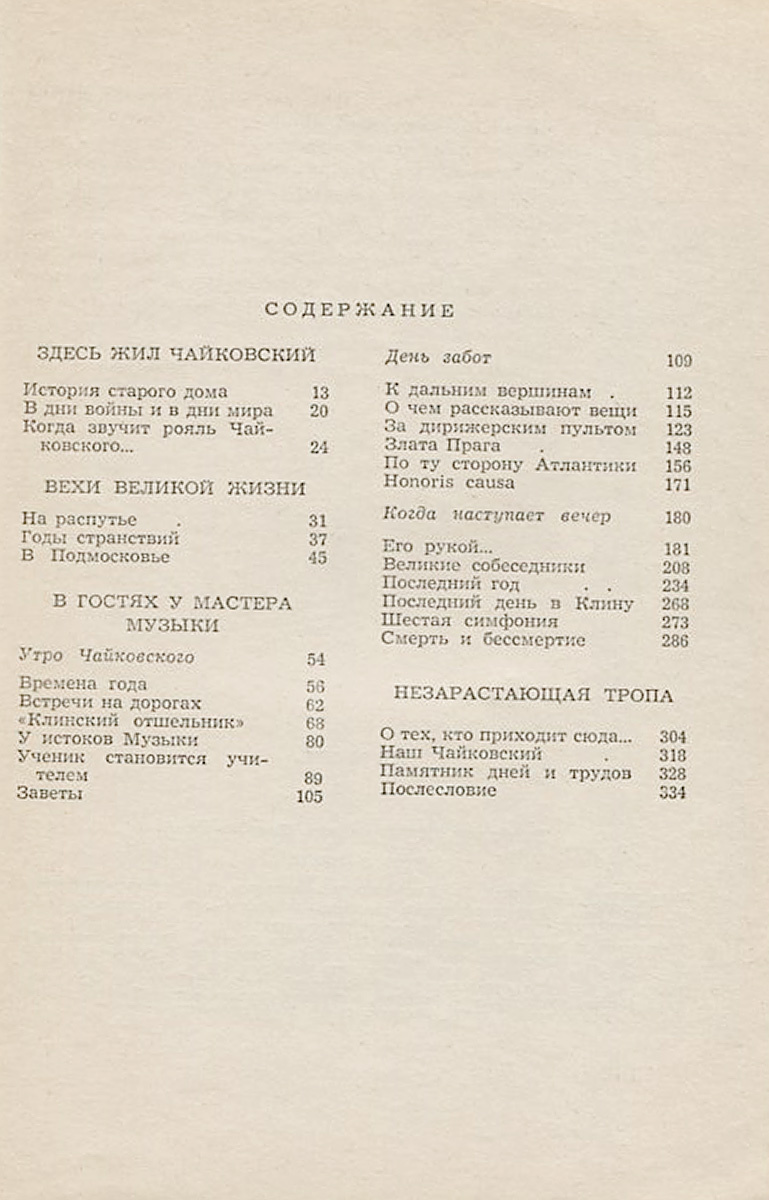 СОДЕРЖАНИЕ
ЗДЕСЬ ЖИЛ ЧАЙКОВСКИЙ
История старого дома 13
В дни войны и в дни мира 20
Когда звучит рояль Чай-
ковского... 24
ВЕХИ ВЕЛИКОЙ ЖИЗНИ
На распутье . 31
Годы странствий 37
В Подмосковье 45
В ГОСТЯХ У МАСТЕРА
МУЗЫКИ
Утро Чайковского 54
Времена года 56
Встречи на дорогах 62
«Клинский отшельник» 68
У истоков Музыки 80
Ученик становится учи-
телем 89
Заветы 105
День забот 109
К дальним вершинам . 112
О чем рассказывают вещи 115
За дирижерским пультом 123
Злата Прага . 148
По ту сторону Атлантики 156
Honoris causa 171
Когда наступает вечер 180
Его рукой... 181
Великие собеседники 208
Последний год . . 234
Последний день в Клину 268
Шестая симфония 273
Смерть и бессмертие 286
НЕЗАРАСТАЮЩАЯ ТРОПА
О тех, кто приходит сюда... 304
Наш Чайковский . 318
Памятник дней и трудов 328
Послесловие 334